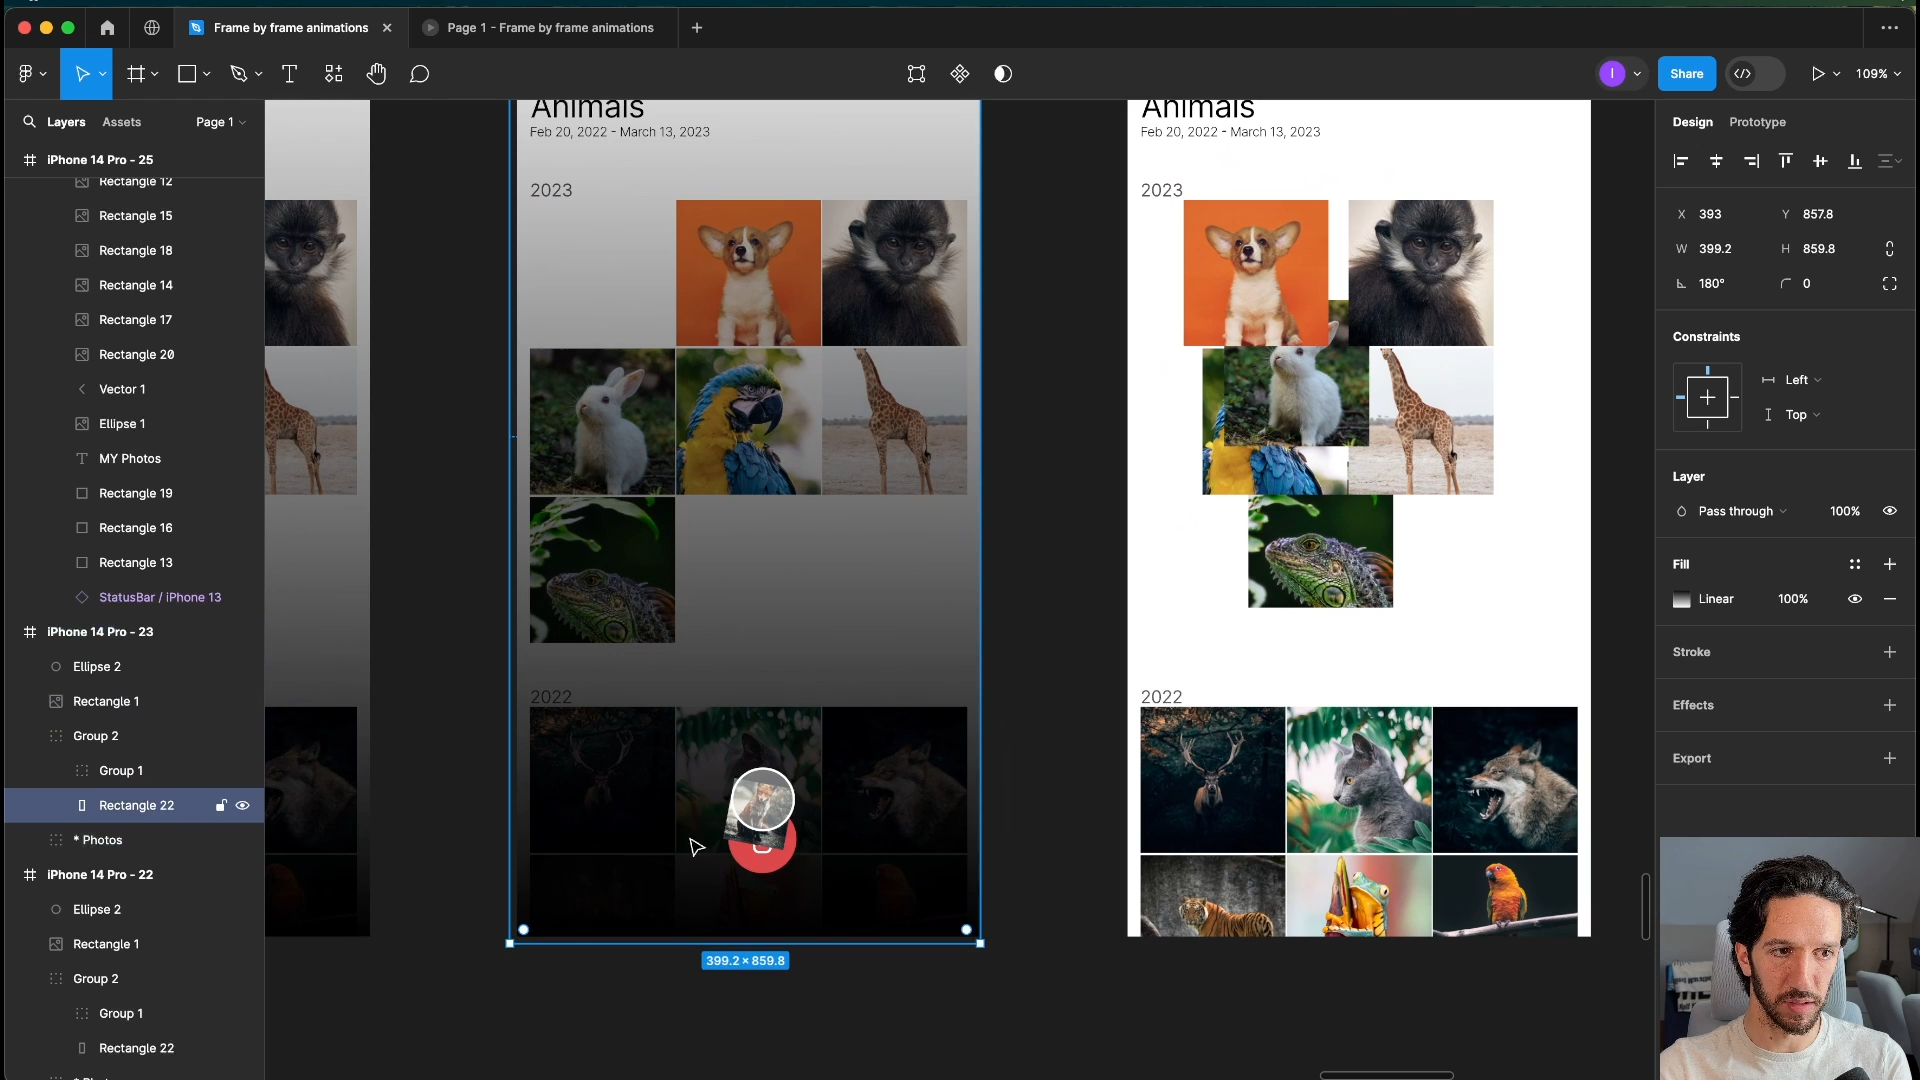 Frame by frame animations
Page 1 - Frame by frame animations
Share
109%
Layers
Assets
Page 1
Design
Prototype
iPhone 14 Pro - 25
Rectangle 12
Rectangle 15
Rectangle 18
Rectangle 14
Rectangle 17
Rectangle 20
Vector 1
Ellipse 1
MY Photos
Rectangle 19
Rectangle 16
Rectangle 13
StatusBar / iPhone 13
iPhone 14 Pro - 23
Ellipse 2
Rectangle 1
Group 2
Group 1
Rectangle 22
* Photos
iPhone 14 Pro - 22
Ellipse 2
Rectangle 1
Group 2
Group 1
Rectangle 22
Animals
Feb 20, 2022 - March 13, 2023
2023
2022
399.2 × 859.8
Animals
Feb 20, 2022 - March 13, 2023
2023
2022
X 393
Y 857.8
W 399.2
H 859.8
180°
0
Constraints
Left
Top
Layer
Pass through
100%
Fill
Linear
100%
Stroke
Effects
Export